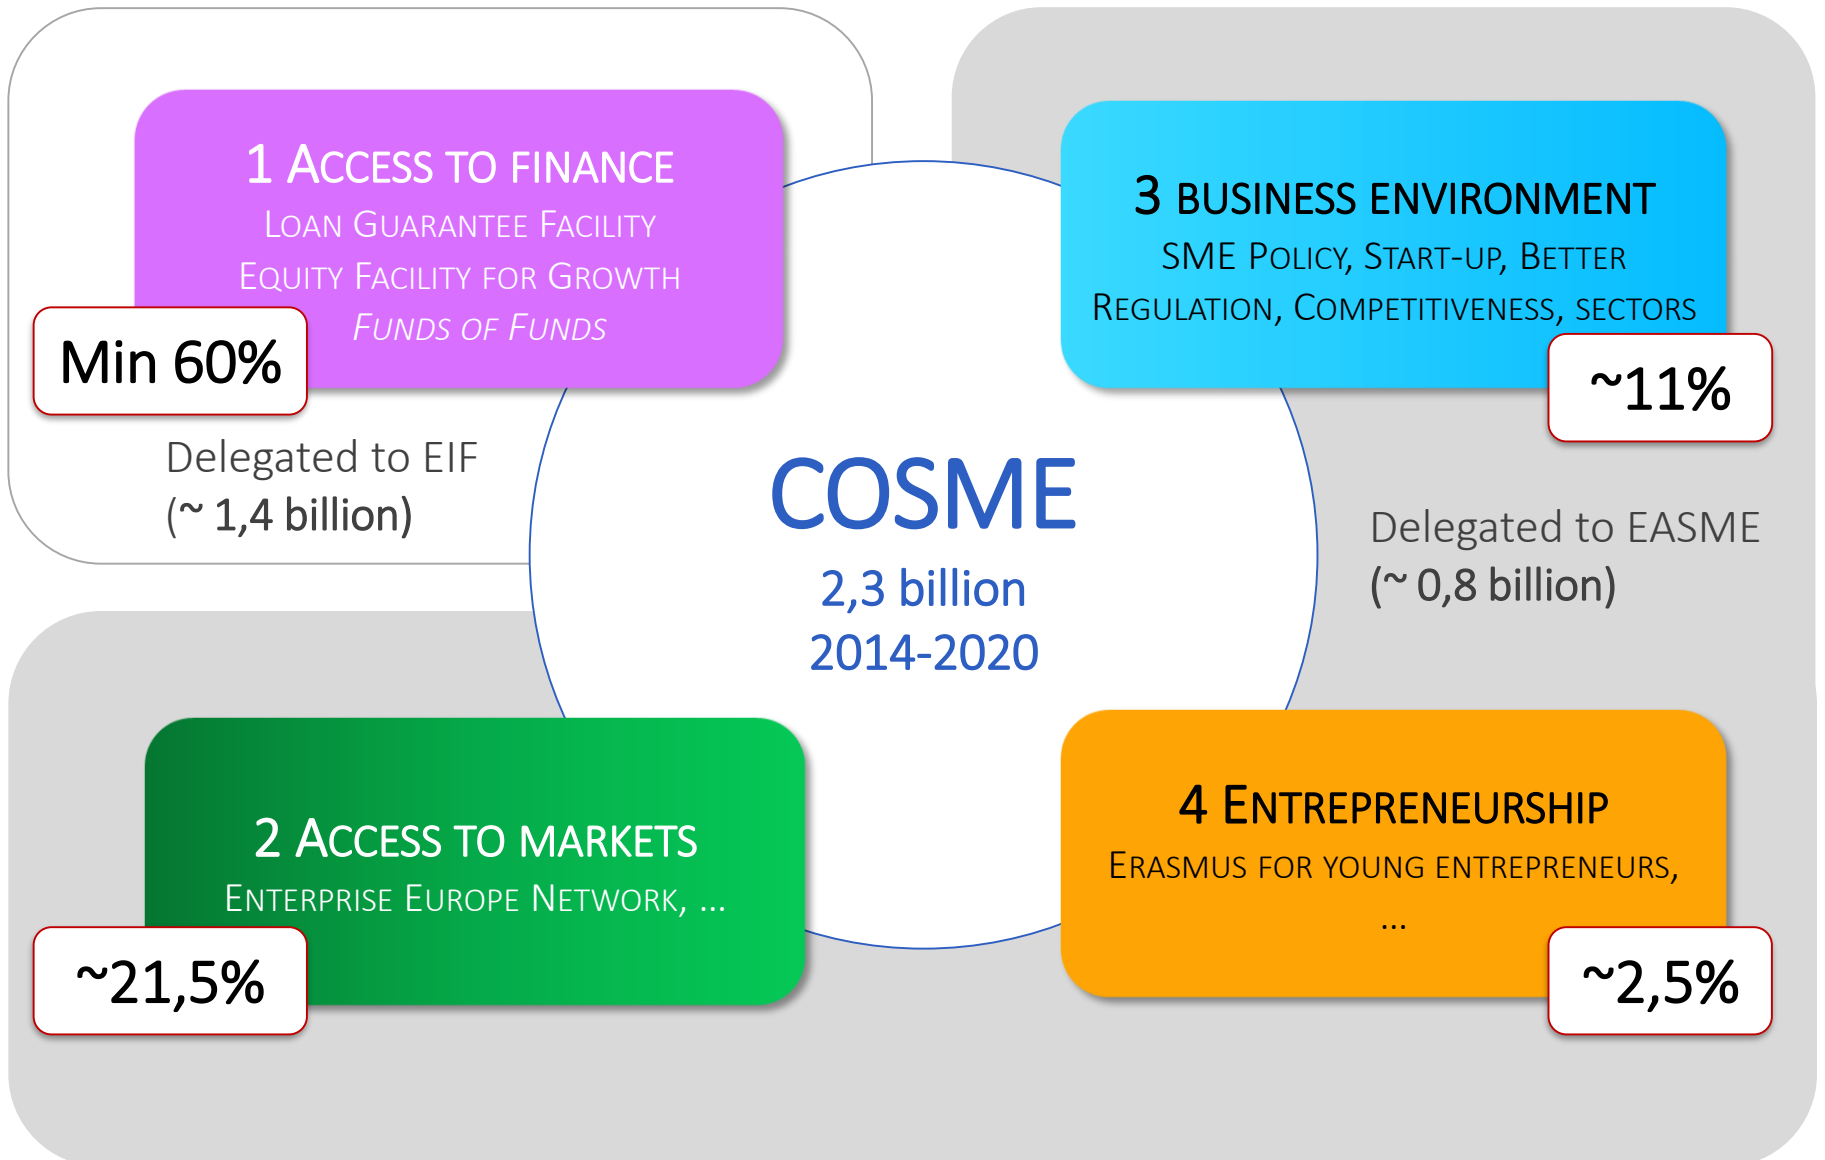 1 Access to finance
Loan Guarantee Facility
Equity Facility for Growth
Funds of Funds
Min 60%
Delegated to EIF
(~ 1,4 billion)
3 business environment
SME Policy, Start-up, Better
Regulation, Competitiveness, sectors
~11%
Delegated to EASME
(~ 0,8 billion)
COSME
2,3 billion
2014-2020
2 Access to markets
Enterprise Europe Network, ...
~21,5%
4 Entrepreneurship
Erasmus for young entrepreneurs,
...
~2,5%